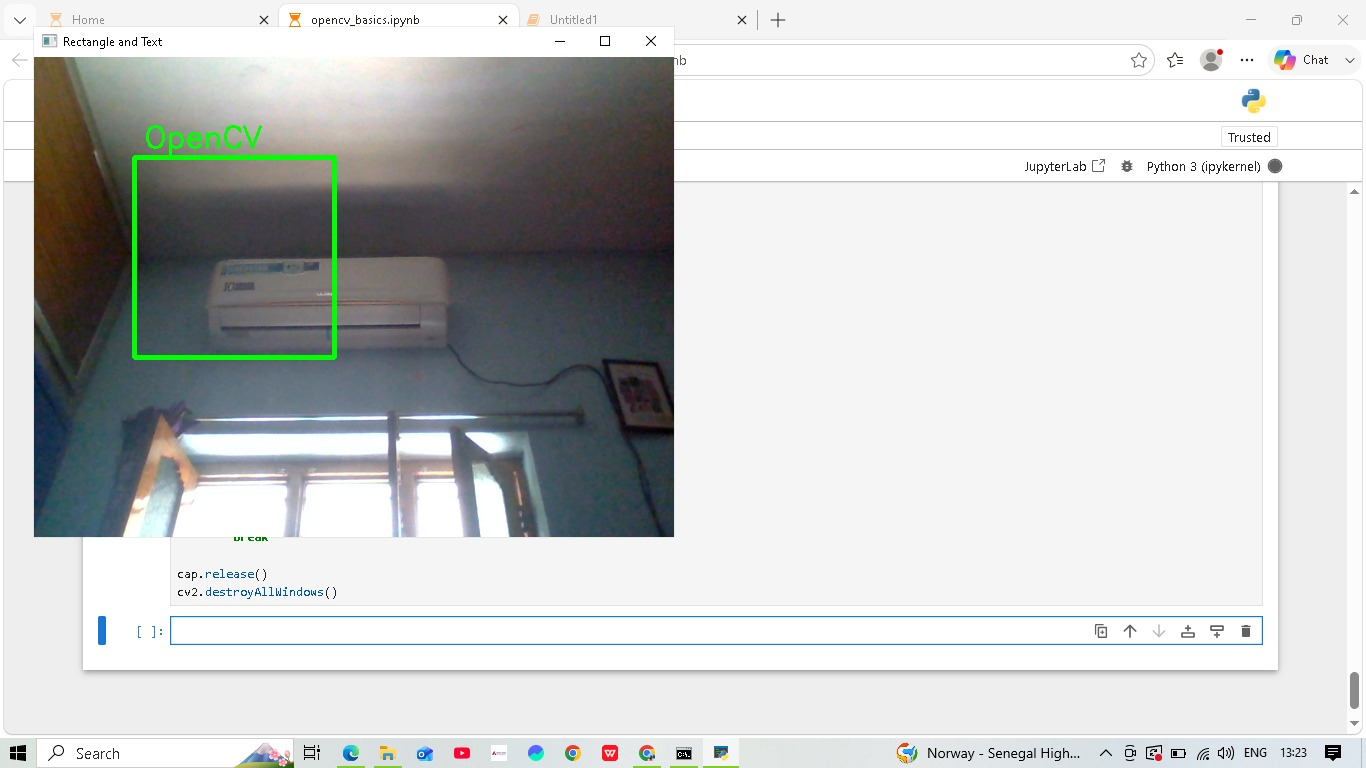 Home
opencv_basics.ipynb
Untitled1
Rectangle and Text
nb
Chat
OpenCV
Trusted
JupyterLab
Python 3 (ipykernel)
break
cap.release()
cv2.destroyAllWindows()
[ ]:
Search
Norway - Senegal High...
ENG
13:23